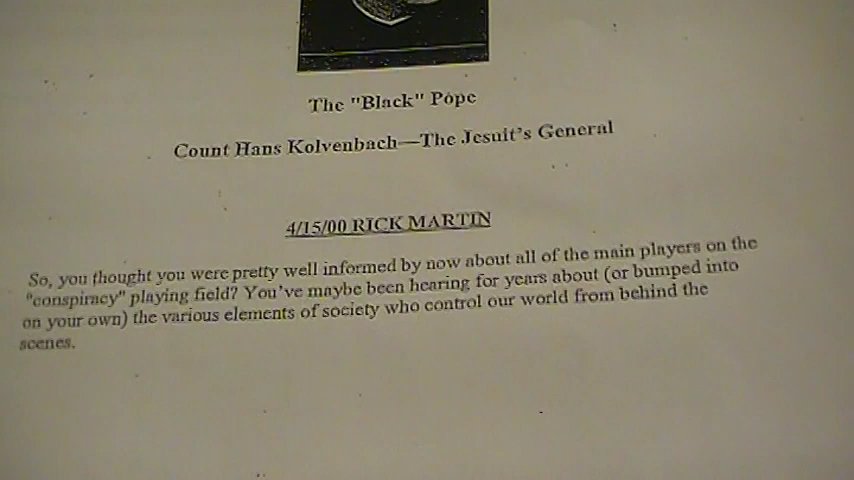 The "Black" Pope
Count Hans Kolvenbach—The Jesuit's General
4/15/00 RICK MARTIN
So, you thought you were pretty well informed by now about all of the main players on the
"conspiracy" playing field? You've maybe been hearing for years about (or bumped into
on your own) the various elements of society who control our world from behind the
scenes.